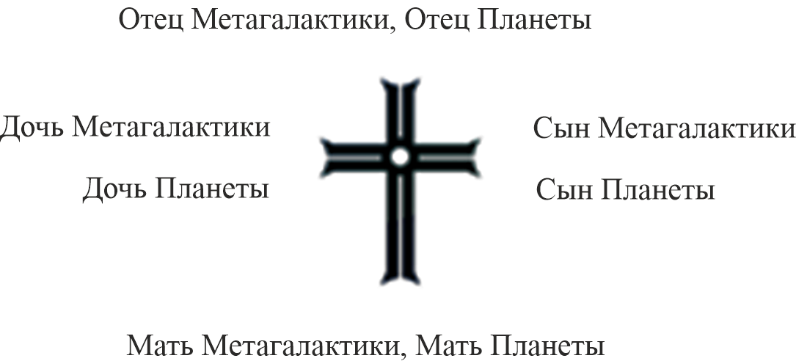 Отец Метагалактики, Отец Планеты
Дочь Метагалактики
Сын Метагалактики
Дочь Планеты
Сын Планеты
Мать Метагалактики, Мать Планеты